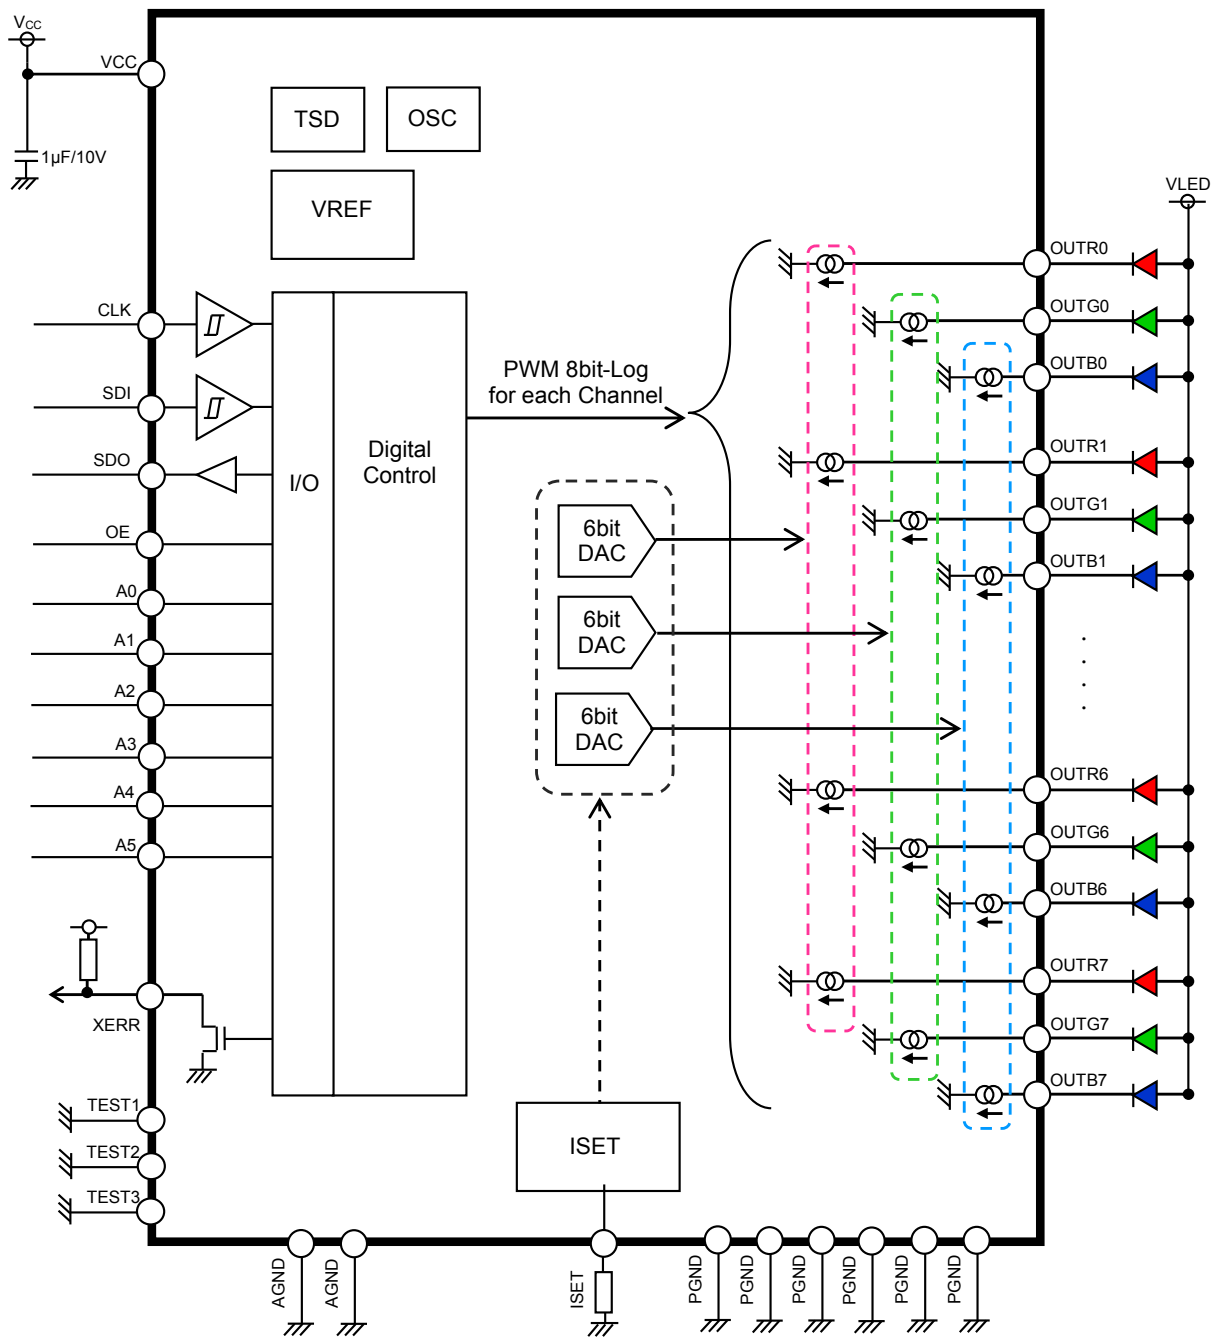 VCC
VCC
1µF/10V
TSD
OSC
VREF
VLED
CLK
SDI
SDO
OE
A0
A1
A2
A3
A4
A5
XERR
TEST1
TEST2
TEST3
I/O
Digital
Control
PWM 8bit-Log
for each Channel
6bit
DAC
6bit
DAC
6bit
DAC
ISET
OUTR0
OUTG0
OUTB0
OUTR1
OUTG1
OUTB1
OUTR6
OUTG6
OUTB6
OUTR7
OUTG7
OUTB7
AGND
AGND
ISET
PGND
PGND
PGND
PGND
PGND
PGND